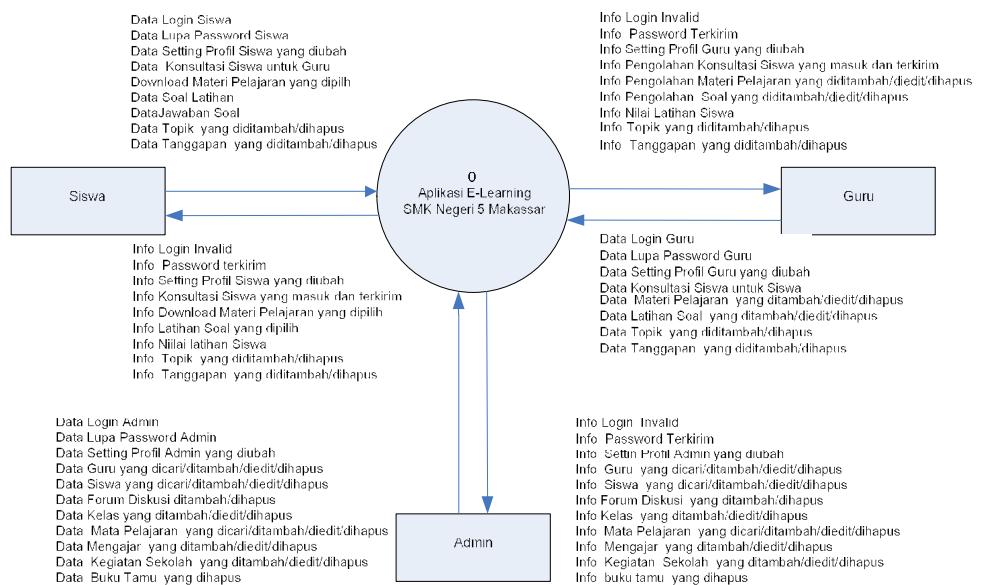 Data Login Siswa
Data Lupa Password Siswa
Data Setting Profil Siswa yang diubah
Data Konsultasi Siswa untuk Guru
Download Materi Pelajaran yang dipilh
Data Soal Latihan
DataJawaban Soal
Data Topik yang diditambah/dihapus
Data Tanggapan yang diditambah/dihapus
Info Login Invalid
Info Password Terkirim
Info Setting Profil Guru yang diubah
Info Pengolahan Konsultasi Siswa yang masuk dan terkirim
Info Pengolahan Materi Pelajaran yang diditambah/diedit/dihapus
Info Pengolahan Soal yang diditambah/diedit/dihapus
Info Nilai Latihan Siswa
Info Topik yang diditambah/dihapus
Info Tanggapan yang diditambah/dihapus
Siswa
0
Aplikasi E-Learning
SMK Negeri 5 Makassar
Guru
Info Login Invalid
Info Password terkirim
Info Setting Profil Siswa yang diubah
Info Konsultasi Siswa yang masuk dan terkirim
Info Download Materi Pelajaran yang dipilih
Info Latihan Soal yang dipilih
Info Niilai latihan Siswa
Info Topik yang diditambah/dihapus
Info Tanggapan yang diditambah/dihapus
Data Login Guru
Data Lupa Password Guru
Data Setting Profil Guru yang diubah
Data Konsultasi Siswa untuk Siswa
Data Materi Pelajaran yang ditambah/diedit/dihapus
Data Latihan Soal yang ditambah/diedit/dihapus
Data Topik yang diditambah/dihapus
Data Tanggapan yang diditambah/dihapus
Data Login Admin
Data Lupa Password Admin
Data Setting Profil Admin yang diubah
Data Guru yang dicari/ditambah/diedit/dihapus
Data Siswa yang dicari/ditambah/diedit/dihapus
Data Forum Diskusi ditambah/dihapus
Data Kelas yang ditambah/diedit/dihapus
Data Mata Pelajaran yang dicari/ditambah/diedit/dihapus
Data Mengajar yang ditambah/diedit/dihapus
Data Kegiatan Sekolah yang ditambah/diedit/dihapus
Data Buku Tamu yang dihapus
Admin
Info Login Invalid
Info Password Terkirim
Info Settin Profil Admin yang diubah
Info Guru yang dicari/ditambah/diedit/dihapus
Info Siswa yang dicari/ditambah/diedit/dihapus
Info Forum Diskusi yang ditambah/dihapus
Info Kelas yang ditambah/diedit/dihapus
Info Mata Pelajaran yang dicari/ditambah/diedit/dihapus
Info Mengajar yang ditambah/diedit/dihapus
Info Kegiatan Sekolah yang ditambah/diedit/dihapus
Info buku tamu yang dihapus